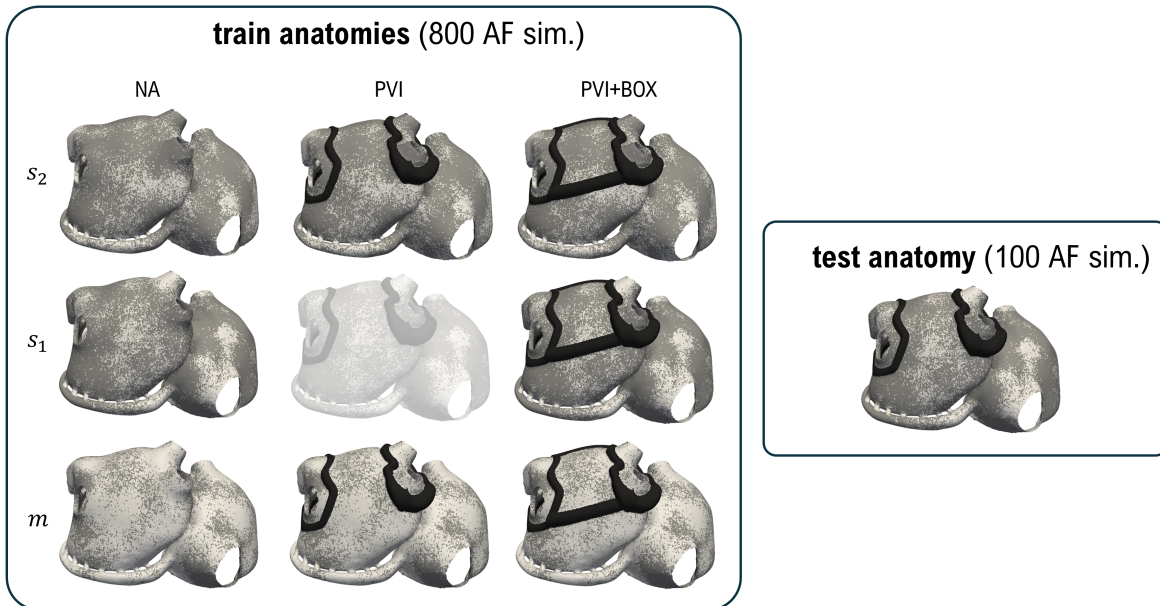 train anatomies (800 AF sim.)
NA PVI PVI+BOX
s₂
s₁
m
test anatomy (100 AF sim.)